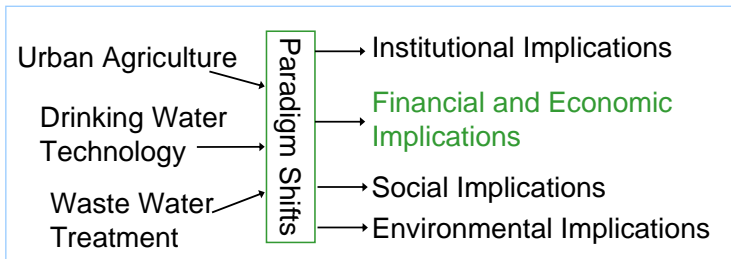 Urban Agriculture
Drinking Water
Technology
Waste Water
Treatment
Paradigm Shifts
Institutional Implications
Financial and Economic
Implications
Social Implications
Environmental Implications